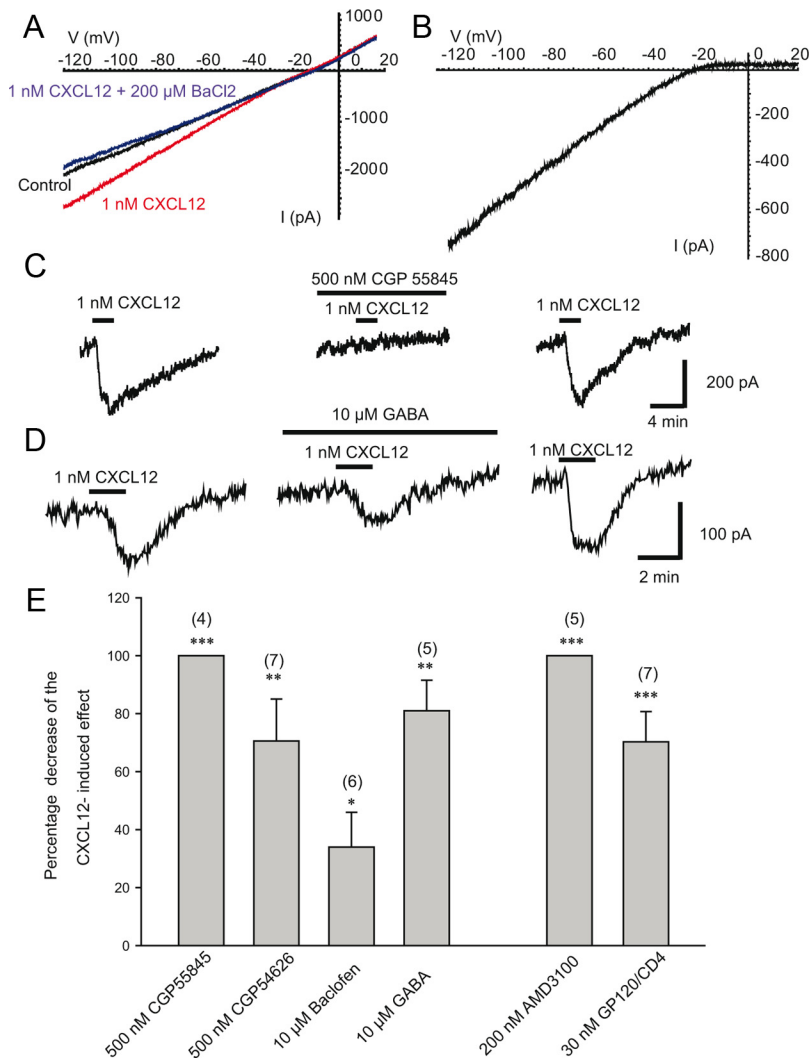 A
V (mV)
1000
-120 -100 -80 -60 -40 -20 0 20
1 nM CXCL12 + 200 µM BaCl2
-1000
Control
-2000
1 nM CXCL12
I (pA)
B
V (mV)
-120 -100 -80 -60 -40 -20 0 20
-200
-400
-600
I (pA)
-800
C
500 nM CGP 55845
1 nM CXCL12
1 nM CXCL12
1 nM CXCL12
200 pA
4 min
10 µM GABA
D
1 nM CXCL12
1 nM CXCL12
1 nM CXCL12
100 pA
2 min
E
Percentage decrease of the
CXCL12- induced effect
120
100
80
60
40
20
0
(4)
***
(7)
**
(6)
*
(5)
**
(5)
***
(7)
***
500 nM CGP55845
500 nM CGP54626
10 µM Baclofen
10 µM GABA
200 nM AMD3100
30 nM GP120/CD4